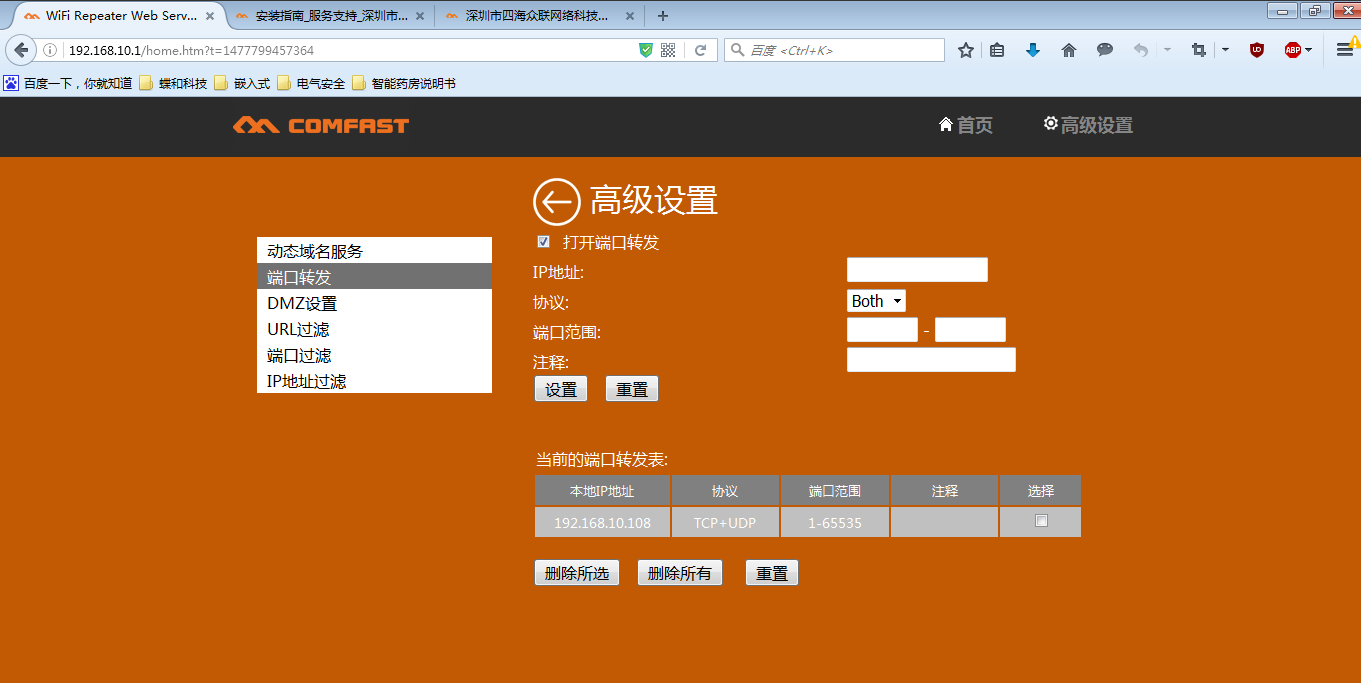 WiFi Repeater Web Serv...
安装指南_服务支持_深圳市...
深圳市四海众联网络科技...
192.168.10.1/home.htm?t=1477799457364
百度 <Ctrl+K>
ABP
百度一下，你就知道
蝶和科技
嵌入式
电气安全
智能药房说明书
COMFAST
首页
高级设置
高级设置
动态域名服务
端口转发
DMZ设置
URL过滤
端口过滤
IP地址过滤
打开端口转发
IP地址:
协议:
Both
端口范围:
-
注释:
设置
重置
当前的端口转发表:
本地IP地址 协议 端口范围 注释 选择
192.168.10.108 TCP+UDP 1-65535
删除所选
删除所有
重置